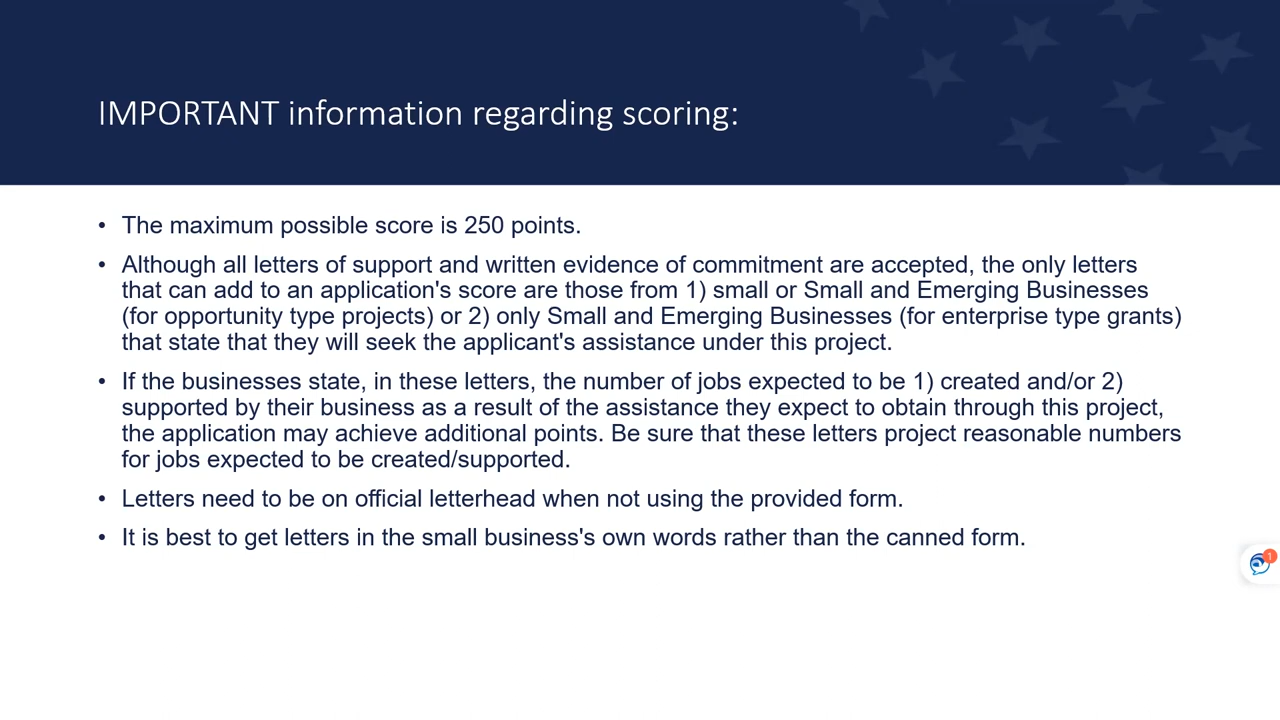 IMPORTANT information regarding scoring:
• The maximum possible score is 250 points.
• Although all letters of support and written evidence of commitment are accepted, the only letters
that can add to an application's score are those from 1) small or Small and Emerging Businesses
(for opportunity type projects) or 2) only Small and Emerging Businesses (for enterprise type grants)
that state that they will seek the applicant's assistance under this project.
• If the businesses state, in these letters, the number of jobs expected to be 1) created and/or 2)
supported by their business as a result of the assistance they expect to obtain through this project,
the application may achieve additional points. Be sure that these letters project reasonable numbers
for jobs expected to be created/supported.
• Letters need to be on official letterhead when not using the provided form.
• It is best to get letters in the small business's own words rather than the canned form.
1